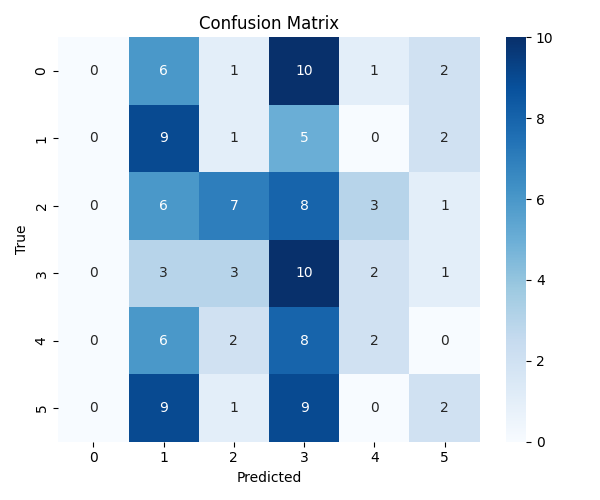 Confusion Matrix
True
0 0 6 1 10 1 2
1 0 9 1 5 0 2
2 0 6 7 8 3 1
3 0 3 3 10 2 1
4 0 6 2 8 2 0
5 0 9 1 9 0 2
0 1 2 3 4 5
Predicted
10
8
6
4
2
0